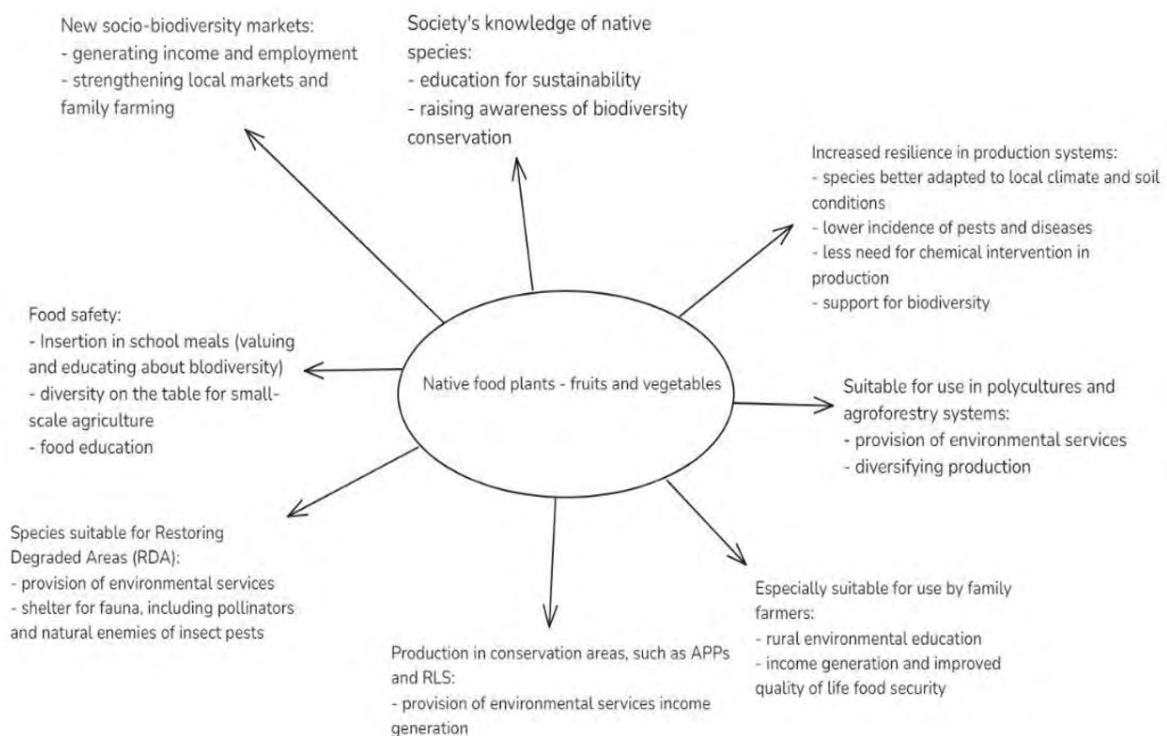 New socio-biodiversity markets:
- generating income and employment
- strengthening local markets and
family farming
Society's knowledge of native
species:
- education for sustainability
- raising awareness of biodiversity
conservation
Increased resilience in production systems:
- species better adapted to local climate and soil
conditions
- lower incidence of pests and diseases
- less need for chemical intervention in
production
- support for biodiversity
Food safety:
- Insertion in school meals (valuing
and educating about blodiversity)
- diversity on the table for small-
scale agriculture
- food education
Native food plants - fruits and vegetables
Suitable for use in polycultures and
agroforestry systems:
- provision of environmental services
- diversifying production
Species suitable for Restoring
Degraded Areas (RDA):
- provision of environmental services
- shelter for fauna, including pollinators
and natural enemies of insect pests
Production in conservation areas, such as APPs
and RLS:
- provision of environmental services income
generation
Especially suitable for use by family
farmers:
- rural environmental education
- income generation and improved
quality of life food security